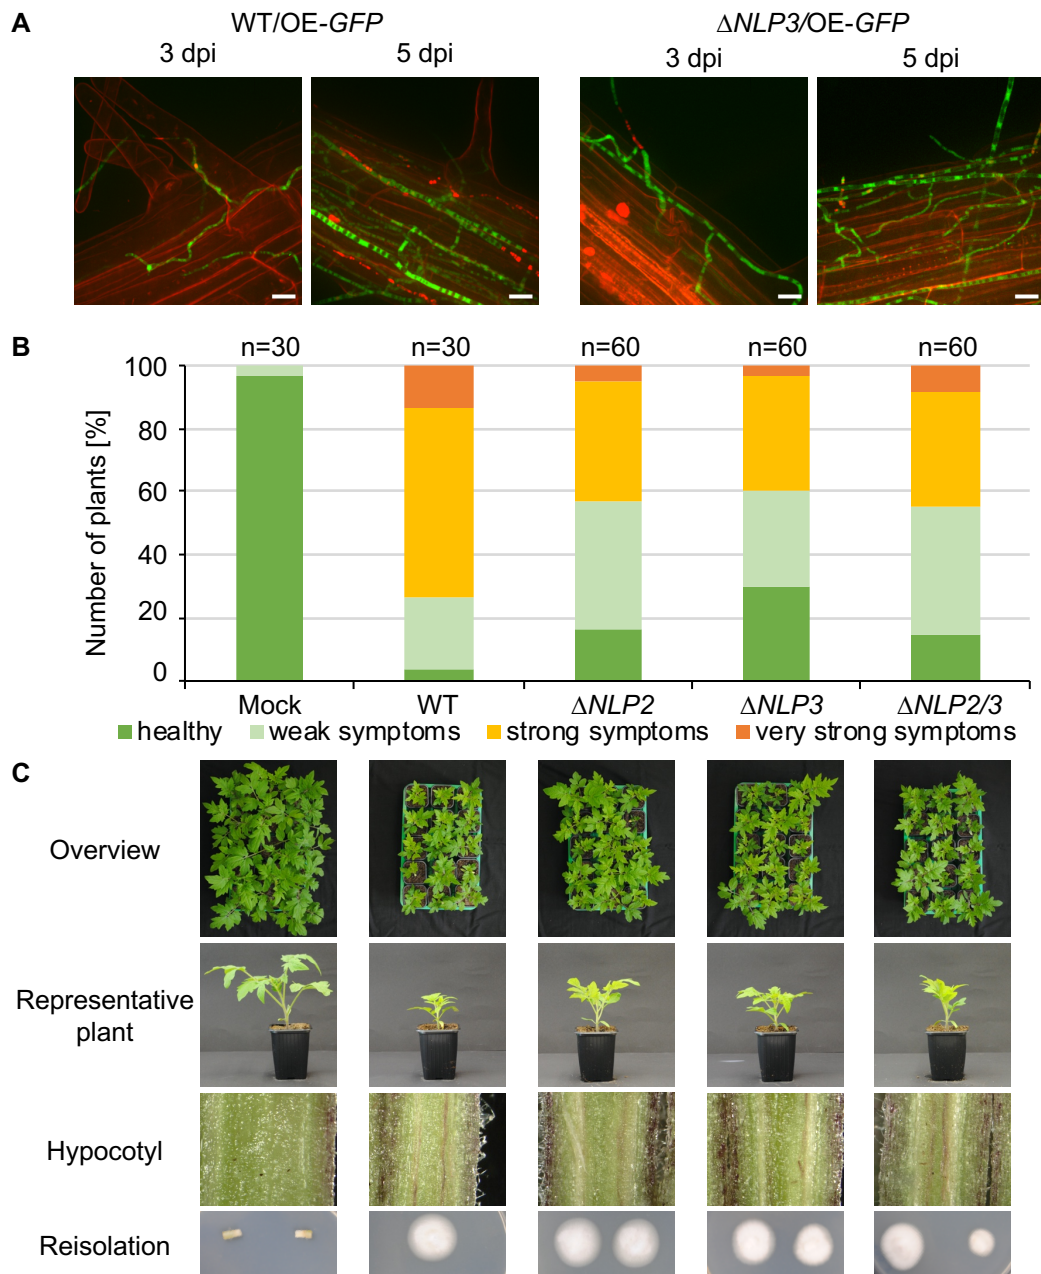 A
WT/OE-GFP
ΔNLP3/OE-GFP
3 dpi
5 dpi
3 dpi
5 dpi
B
n=30
n=30
n=60
n=60
n=60
Number of plants [%]
100
80
60
40
20
0
Mock
WT
ΔNLP2
ΔNLP3
ΔNLP2/3
healthy
weak symptoms
strong symptoms
very strong symptoms
C
Overview
Representative
plant
Hypocotyl
Reisolation